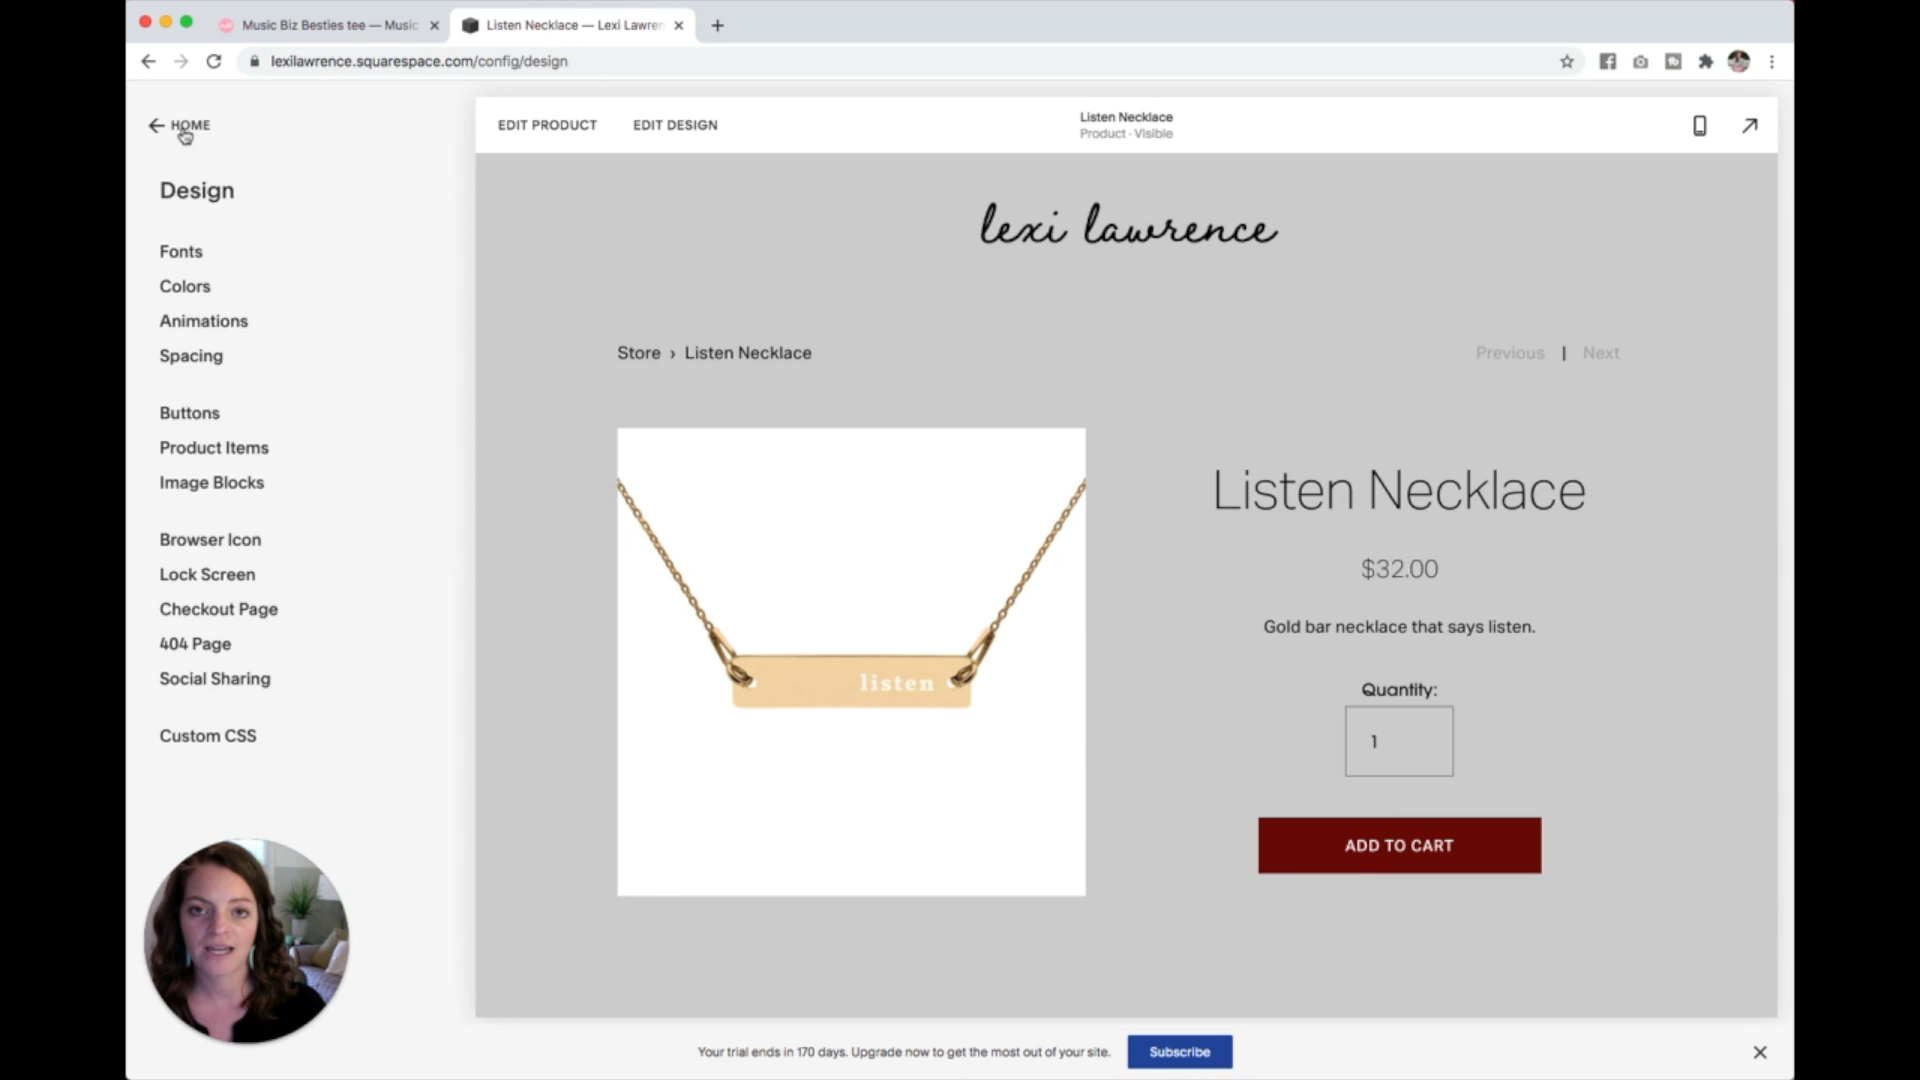 Music Biz Besties tee — Music
Listen Necklace — Lexi Lawren
lexilawrence.squarespace.com/config/design
HOME
EDIT PRODUCT
EDIT DESIGN
Listen Necklace
Product · Visible
Design
Fonts
Colors
Animations
Spacing
Buttons
Product Items
Image Blocks
Browser Icon
Lock Screen
Checkout Page
404 Page
Social Sharing
Custom CSS
lexi lawrence
Store › Listen Necklace
Previous | Next
listen
Listen Necklace
$32.00
Gold bar necklace that says listen.
Quantity:
1
ADD TO CART
Your trial ends in 170 days. Upgrade now to get the most out of your site.
Subscribe